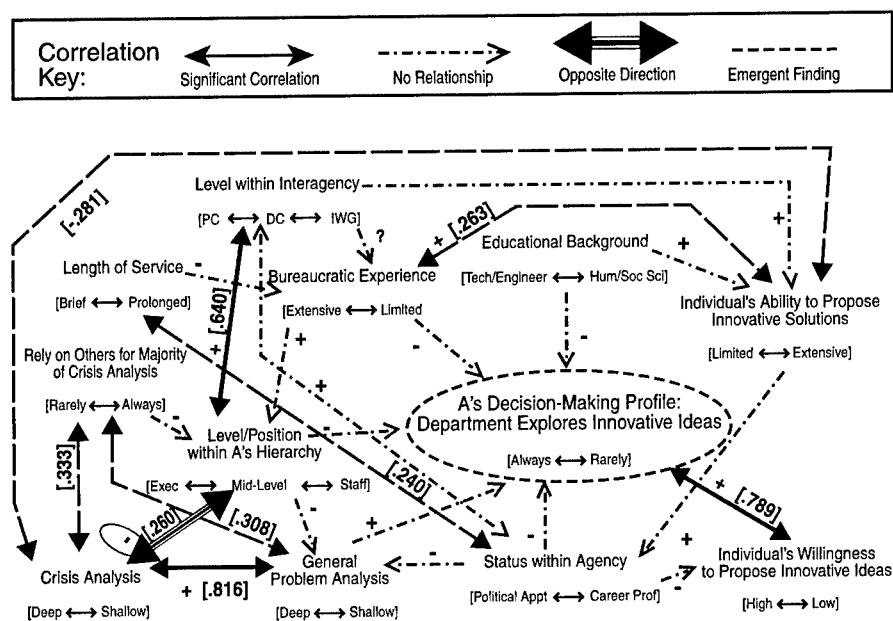 Correlation
Key:
Significant Correlation
No Relationship
Opposite Direction
Emergent Finding
[-.281]
Level within Interagency
[PC ⟷ DC ⟷ IWG]
?
+ [.263]
+
Educational Background
+
[Tech/Engineer ⟷ Hum/Soc Sci]
-
Length of Service
-
[Brief ⟷ Prolonged]
Bureaucratic Experience
[Extensive ⟷ Limited]
+
-
Individual's Ability to Propose
Innovative Solutions
[Limited ⟷ Extensive]
+ [.640]
+
Rely on Others for Majority
of Crisis Analysis
[Rarely ⟷ Always]
-
A's Decision-Making Profile:
Department Explores Innovative Ideas
[Always ⟷ Rarely]
Level/Position
within A's Hierarchy
-
[Exec ⟷ Mid-Level ⟷ Staff]
[.333]
[.240]
+ [.789]
- [.260]
[.308]
-
+
-
-
+
Crisis Analysis
[Deep ⟷ Shallow]
+ [.816]
General
Problem Analysis
[Deep ⟷ Shallow]
Status within Agency
[Political Appt ⟷ Career Prof]
-
Individual's Willingness
to Propose Innovative Ideas
[High ⟷ Low]